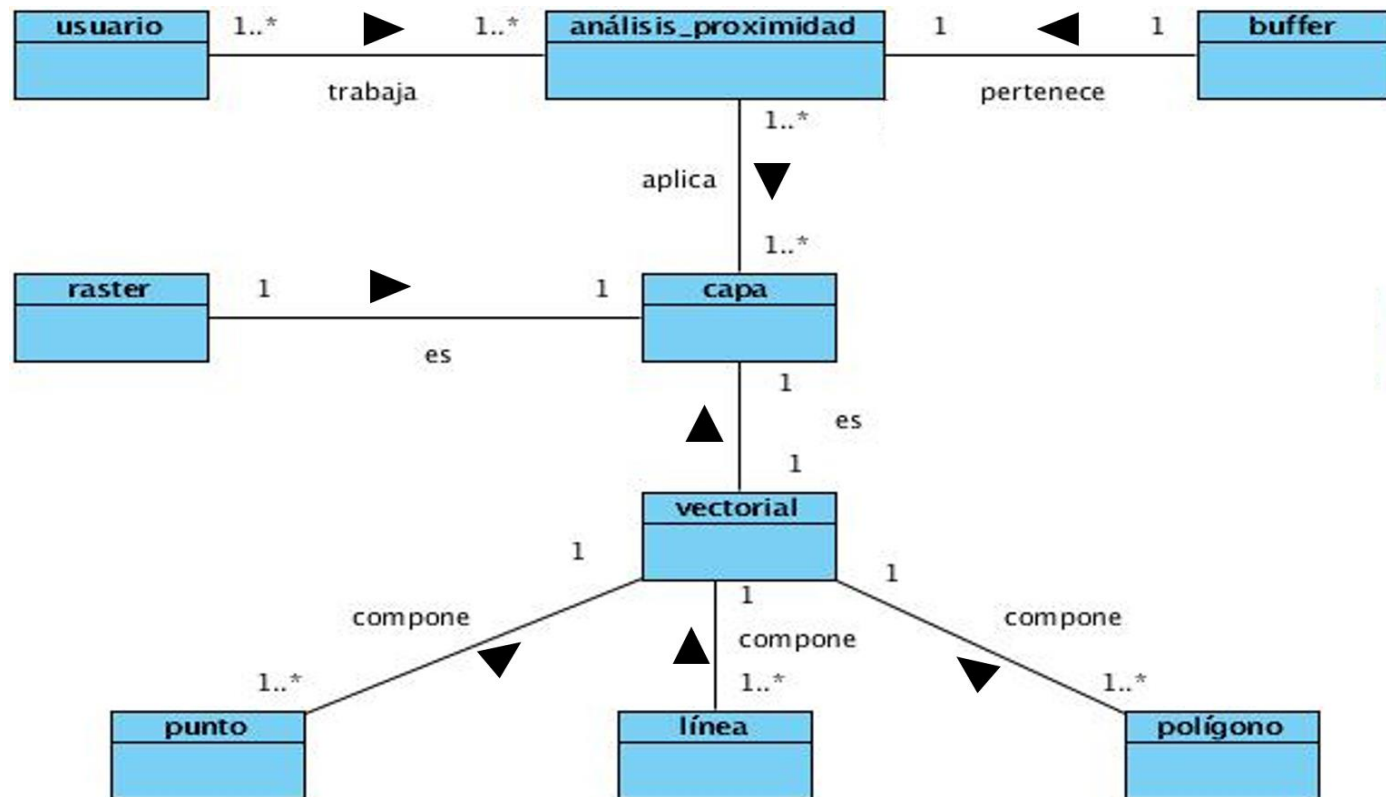 usuario 1..* 1..* análisis_proximidad 1 1 buffer
trabaja pertenece
1..*
aplica
1..*
raster 1 1 capa
es
1
es
1
vectorial
1 1
1
compone compone
compone
1..* 1..* 1..*
punto línea polígono